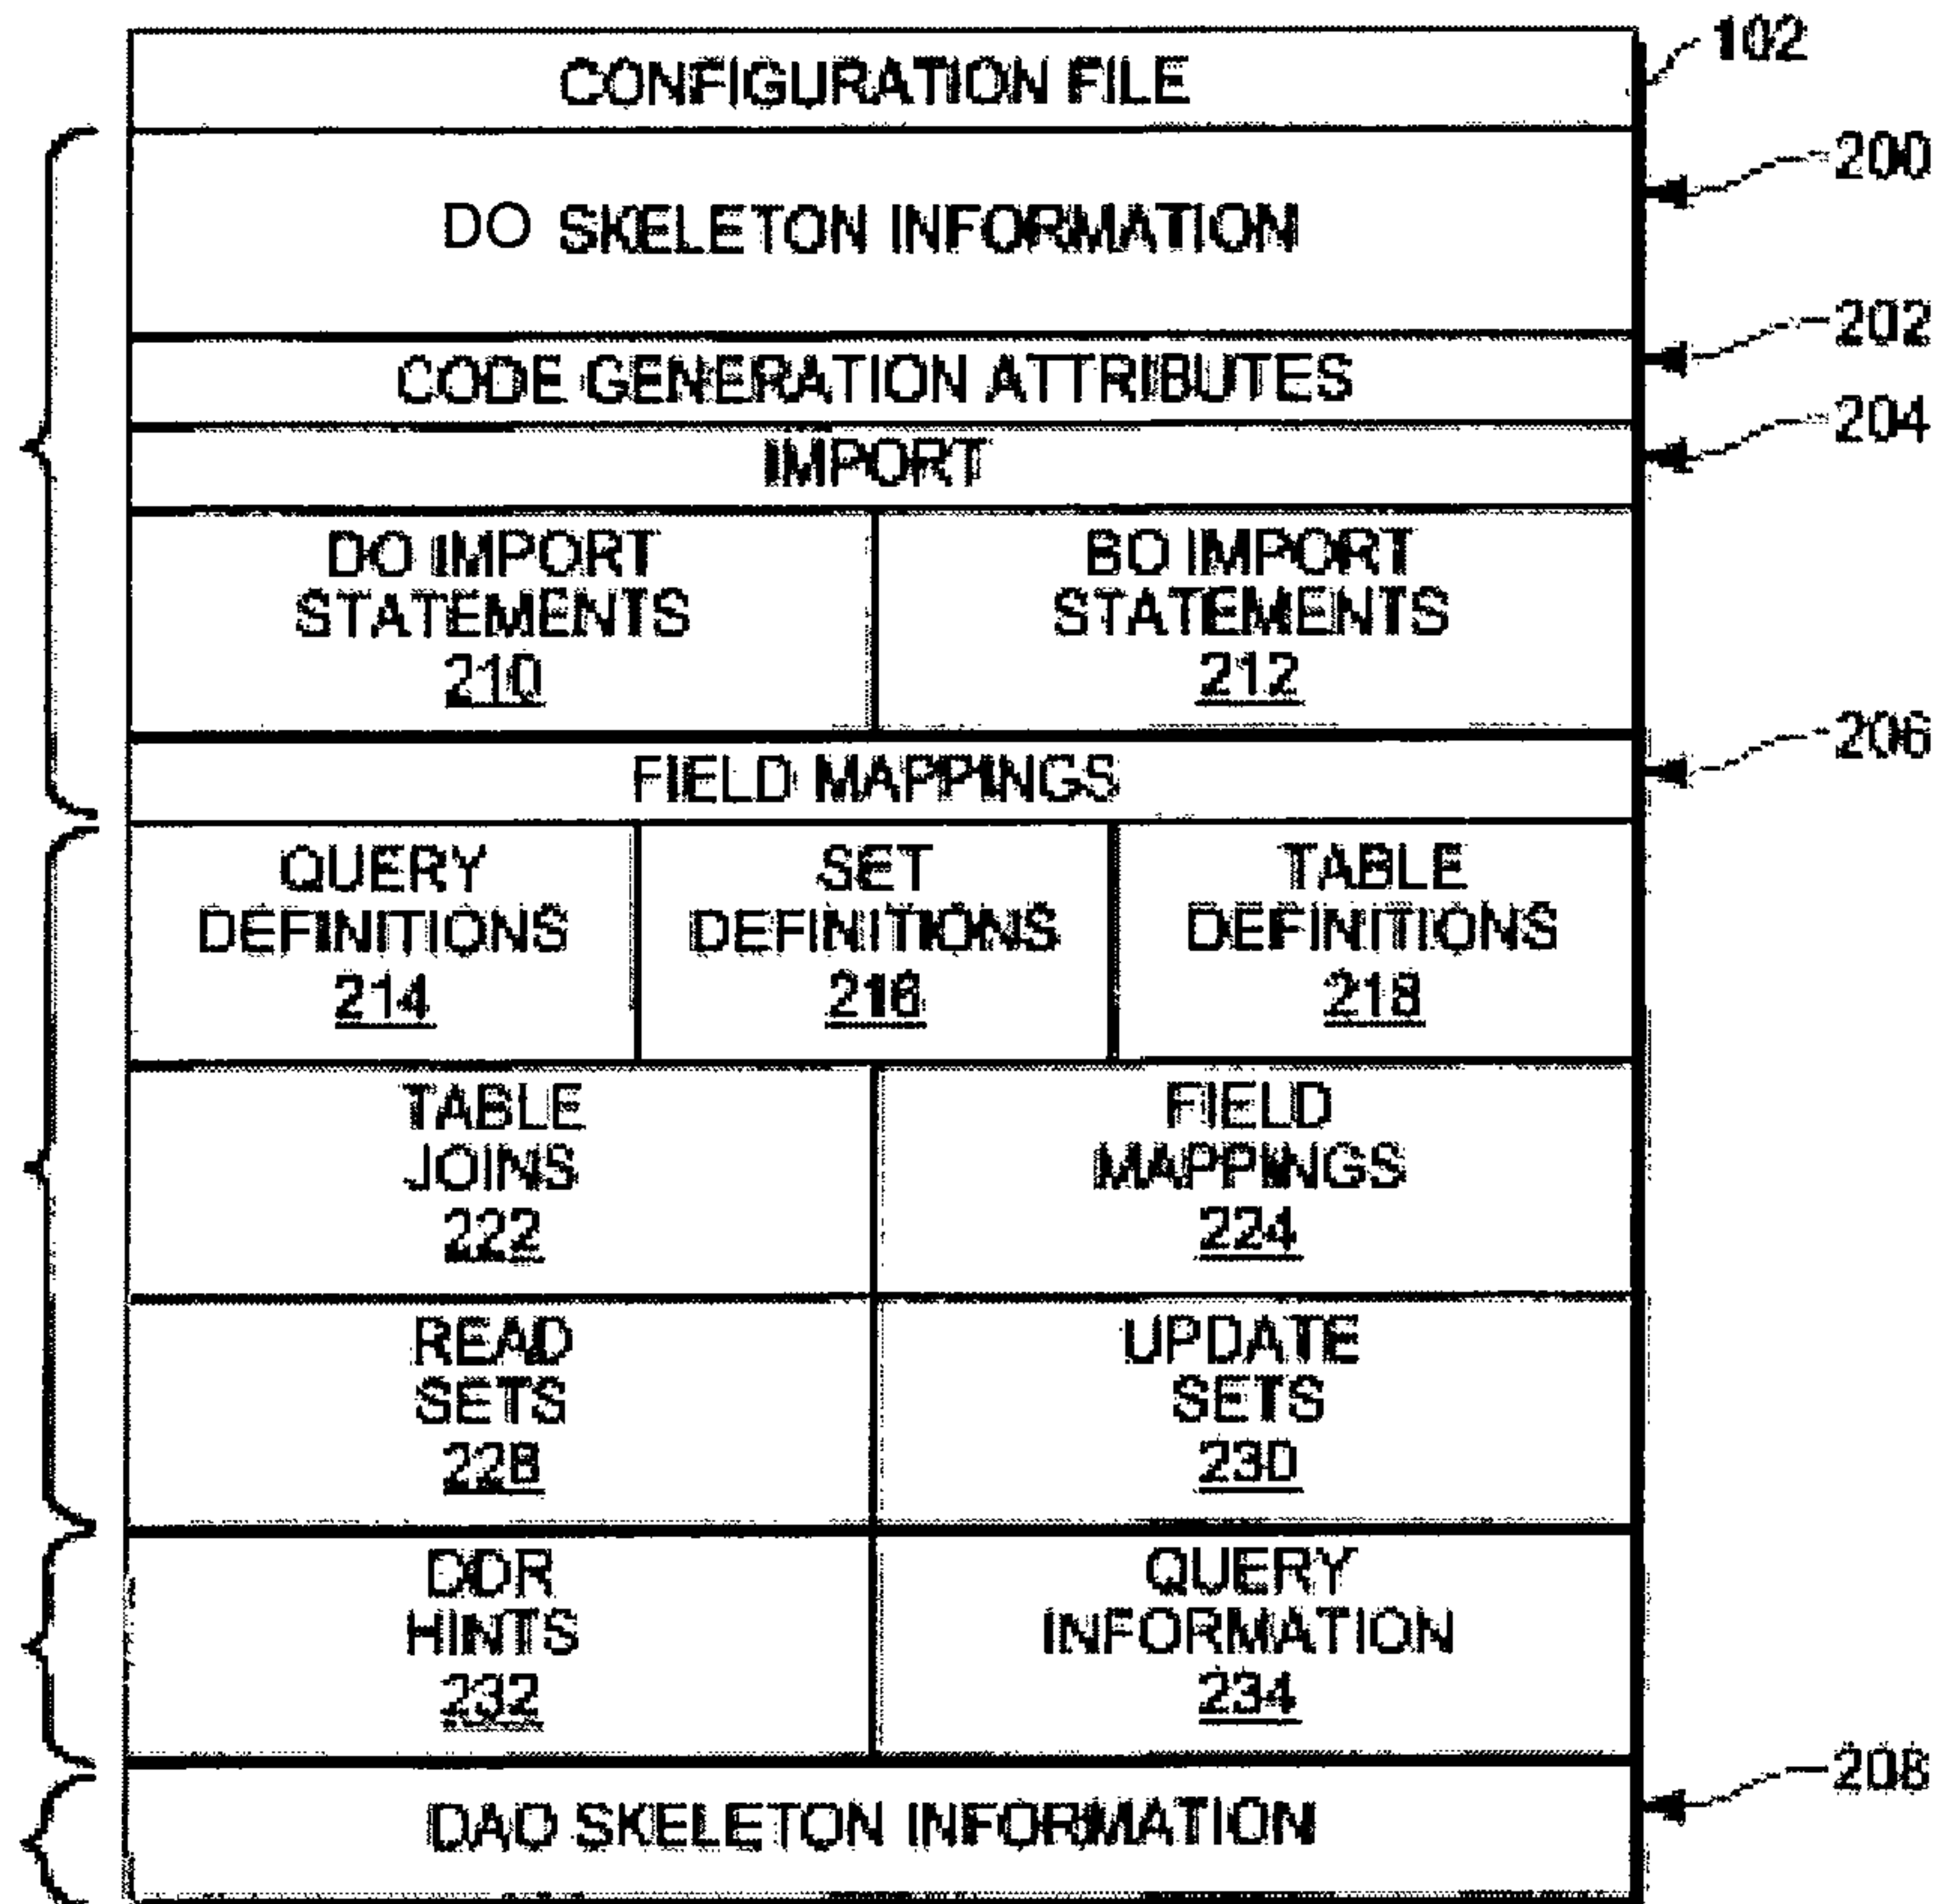 CONFIGURATION FILE
102
DO SKELETON INFORMATION
200
CODE GENERATION ATTRIBUTES
202
IMPORT
204
DO IMPORT
STATEMENTS
210
BO IMPORT
STATEMENTS
212
FIELD MAPPINGS
206
QUERY
DEFINITIONS
214
SET
DEFINITIONS
216
TABLE
DEFINITIONS
218
TABLE
JOINS
222
FIELD
MAPPINGS
224
READ
SETS
228
UPDATE
SETS
230
HINTS
232
QUERY
INFORMATION
234
DAO SKELETON INFORMATION
208